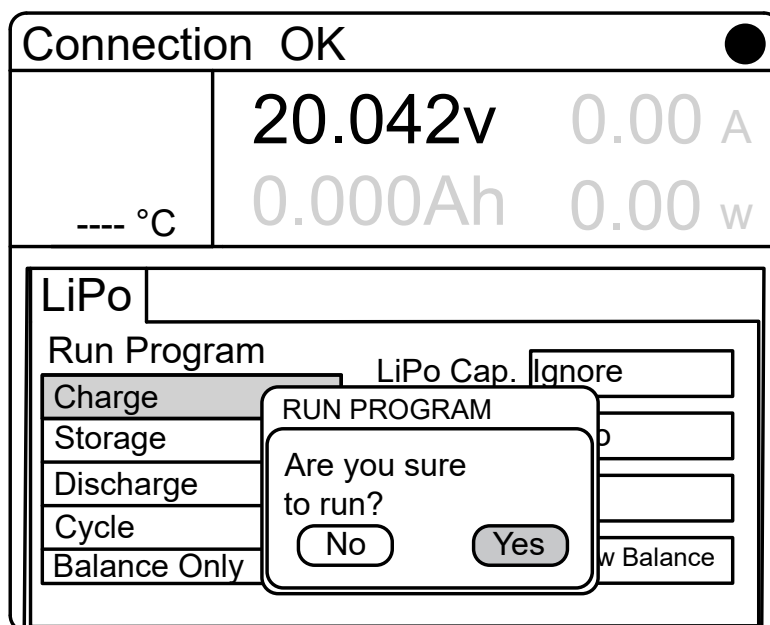 Connection OK
20.042v 0.00 A
---- °C 0.000Ah 0.00 W
LiPo
Run Program
LiPo Cap. Ignore
Charge
RUN PROGRAM
Storage
Are you sure
to run?
Discharge
Cycle
No Yes
Balance Only
Balance